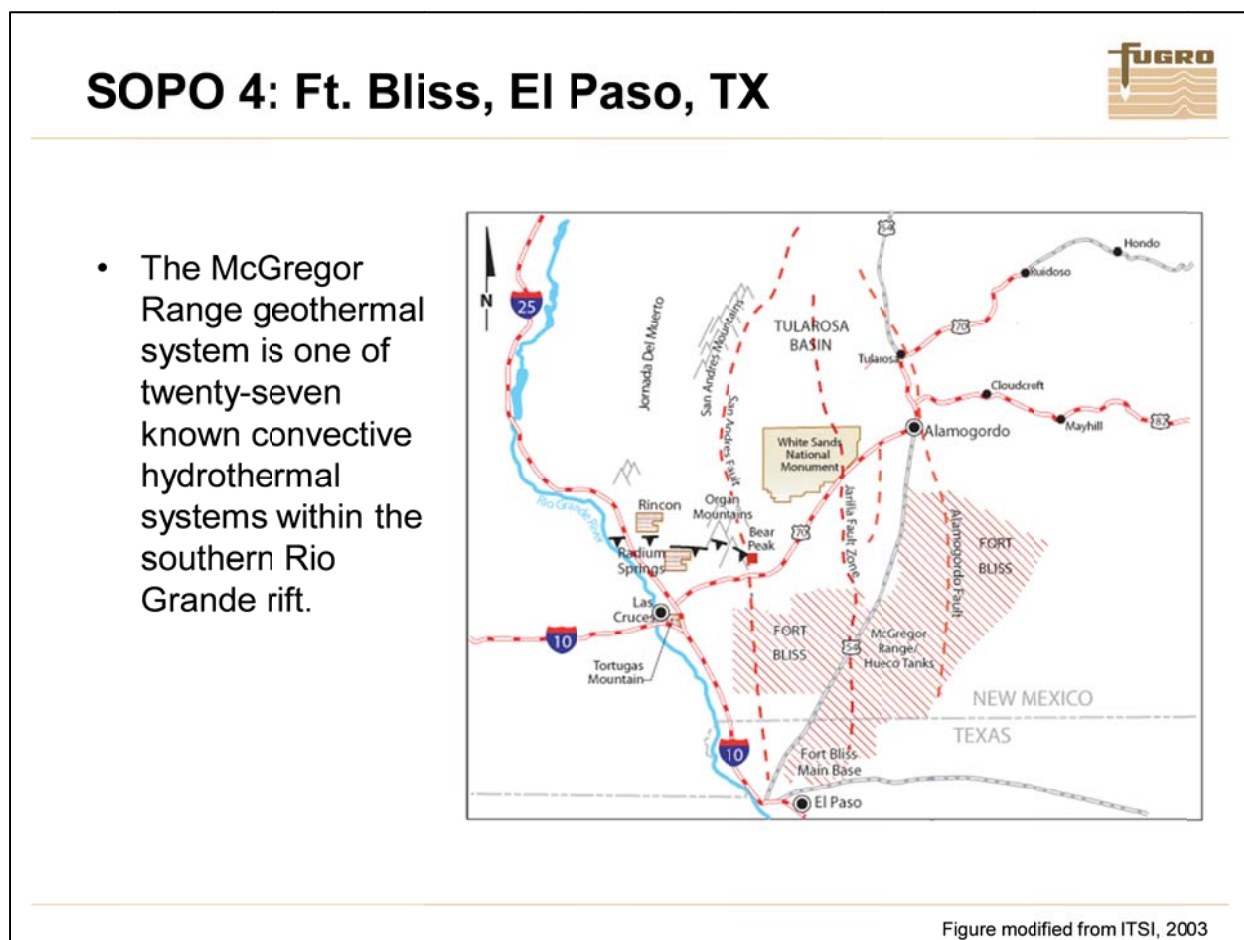 SOPO 4: Ft. Bliss, El Paso, TX
FUGRO
• The McGregor
Range geothermal
system is one of
twenty-seven
known convective
hydrothermal
systems within the
southern Rio
Grande rift.
N
25
Jornada Del Muerto
San Andres Mountains
San Andres Fault
TULAROSA
BASIN
54
Hondo
Ruidoso
70
Tularosa
Cloudcroft
Mayhill
82
Alamogordo
White Sands
National
Monument
Rio Grande River
Rincon
Organ
Mountains
Bear
Peak
70
Jarilla Fault Zone
Alamogordo Fault
FORT
BLISS
Radium
Springs
Las
Cruces
10
Tortugas
Mountain
FORT
BLISS
54
McGregor
Range/
Hueco Tanks
NEW MEXICO
TEXAS
10
Fort Bliss
Main Base
El Paso
Figure modified from ITSI, 2003